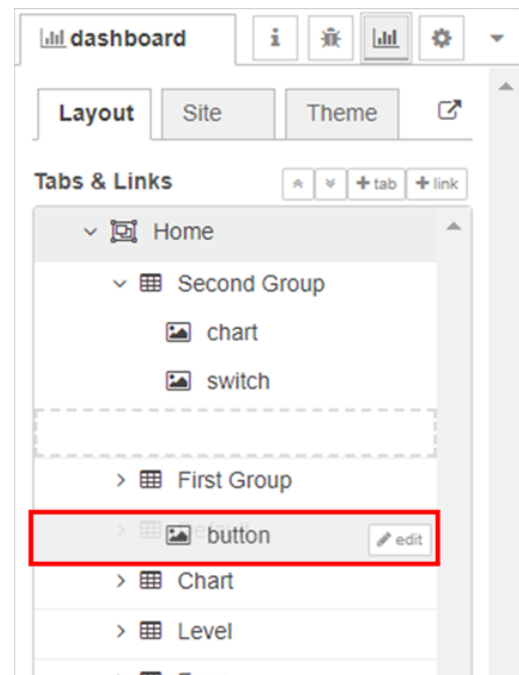 dashboard
i
Layout Site Theme
Tabs & Links + tab + link
Home
Second Group
chart
switch
First Group
button edit
Chart
Level